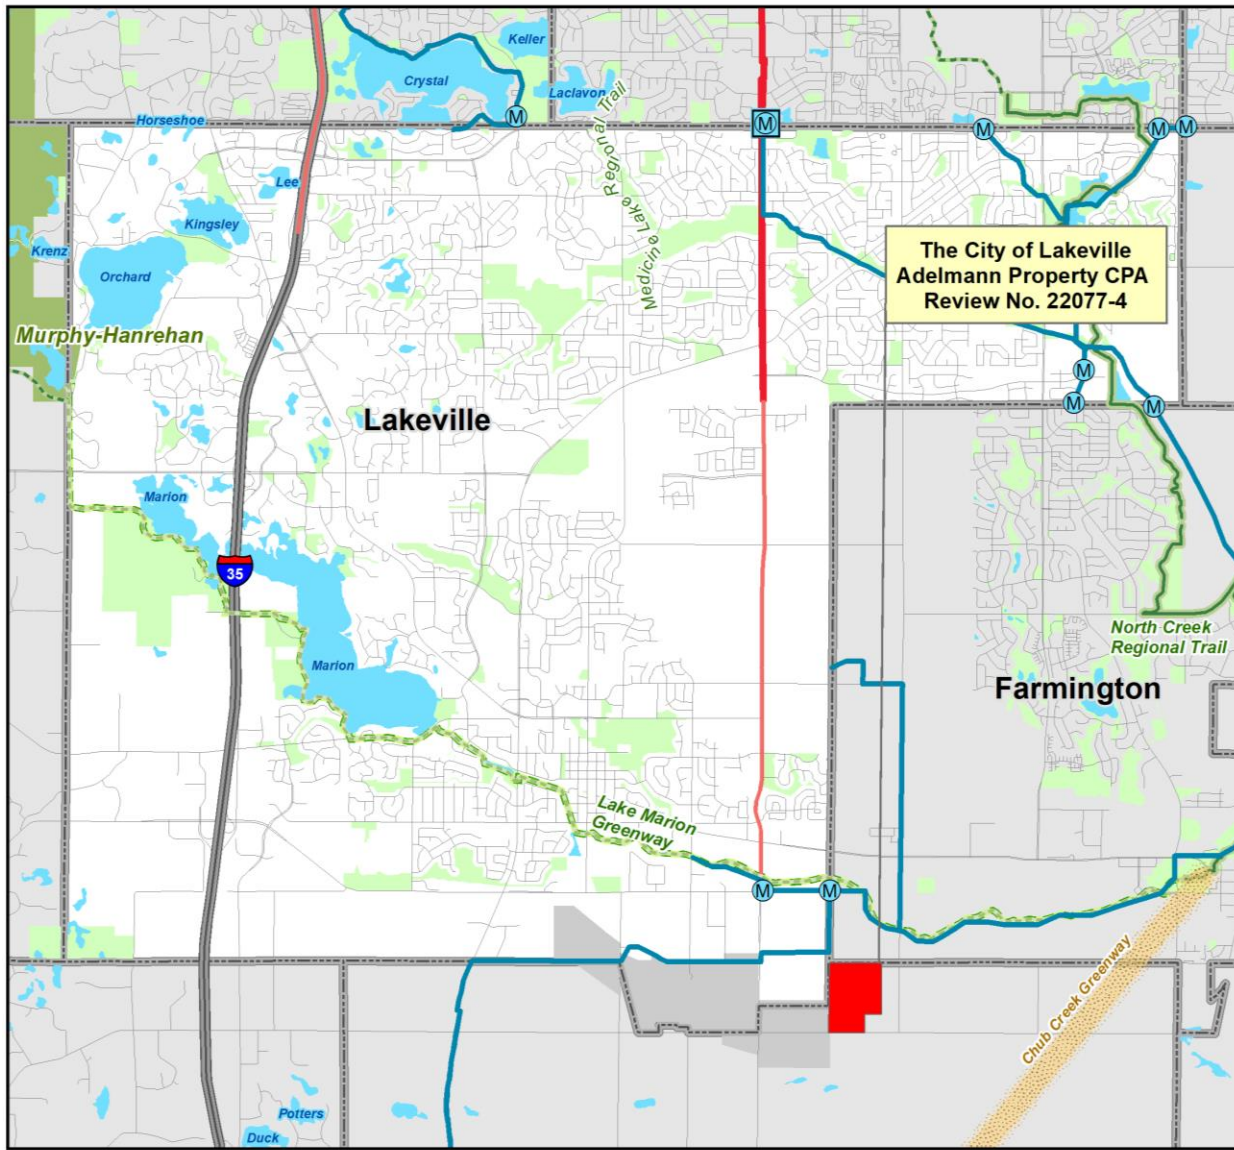 Keller
Crystal
Laclavon
M
M
Horseshoe
M
M
M
Medicine Lake Regional Trail
Lee
Kingsley
Krenz
Orchard
The City of Lakeville
Adelmann Property CPA
Review No. 22077-4
Murphy-Hanrehan
M
M
M
Lakeville
Marion
35
North Creek
Regional Trail
Marion
Farmington
Lake Marion
Greenway
M
M
Chub Creek Greenway
Potters
Duck